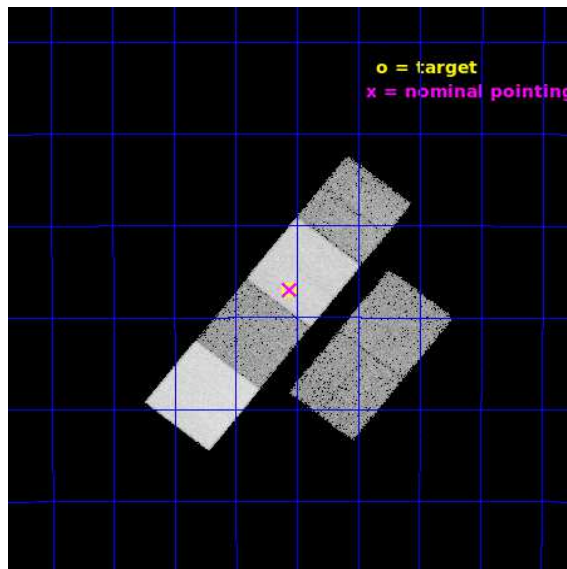 o = target
x = nominal pointing